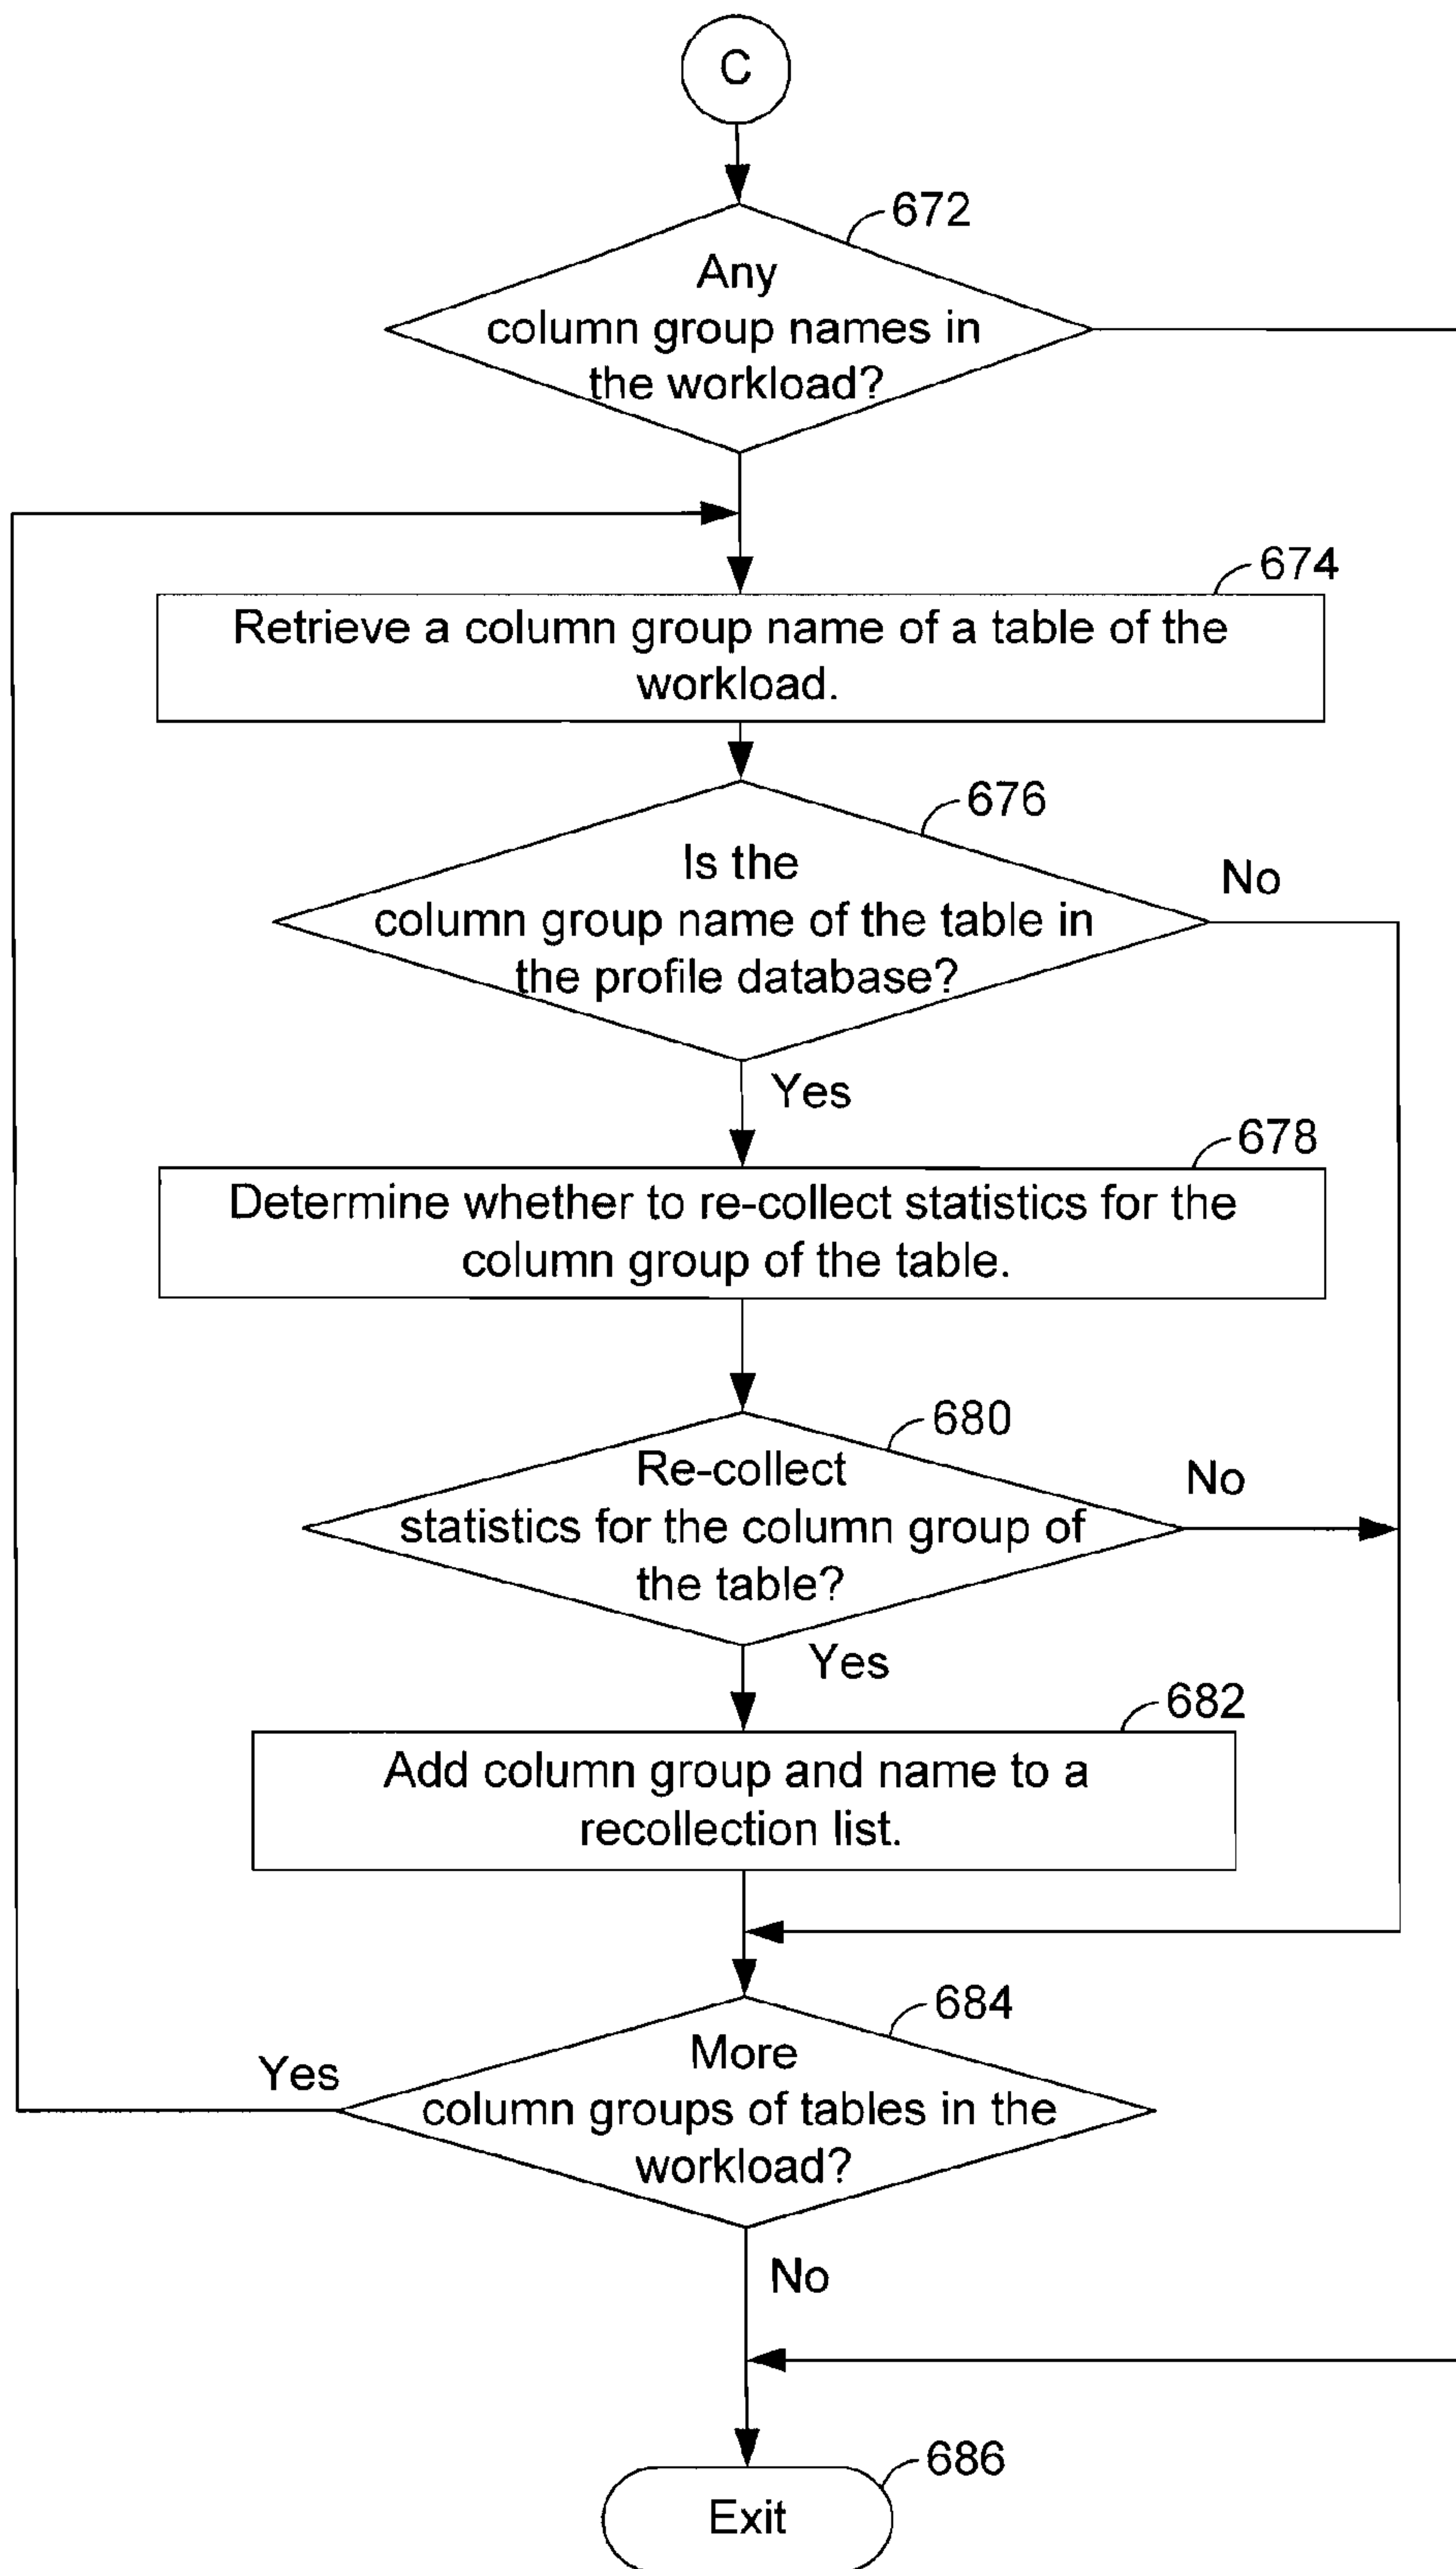 C
672
Any
column group names in
the workload?
674
Retrieve a column group name of a table of the
workload.
676
Is the
column group name of the table in
the profile database?
No
Yes
678
Determine whether to re-collect statistics for the
column group of the table.
680
Re-collect
statistics for the column group of
the table?
No
Yes
682
Add column group and name to a
recollection list.
684
More
column groups of tables in the
workload?
Yes
No
686
Exit